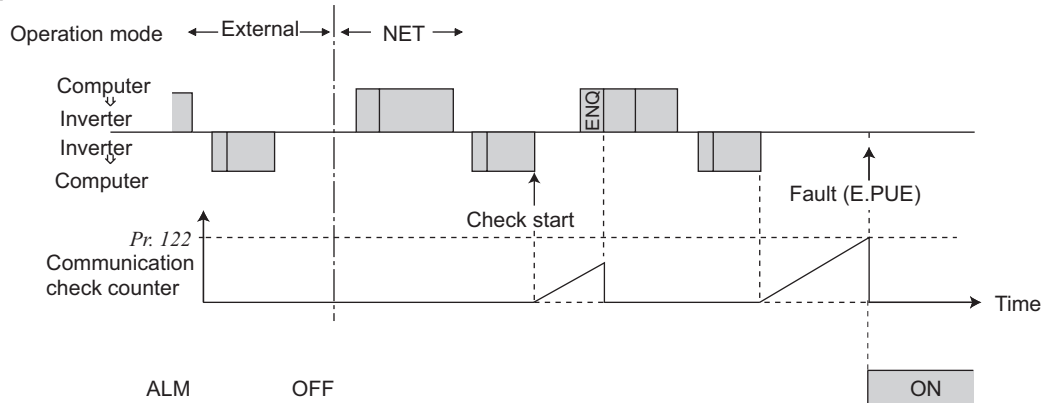 Operation mode External NET
Computer
Inverter
Inverter
Computer
ENQ
Fault (E.PUE)
Check start
Pr. 122
Communication
check counter
Time
ALM OFF ON